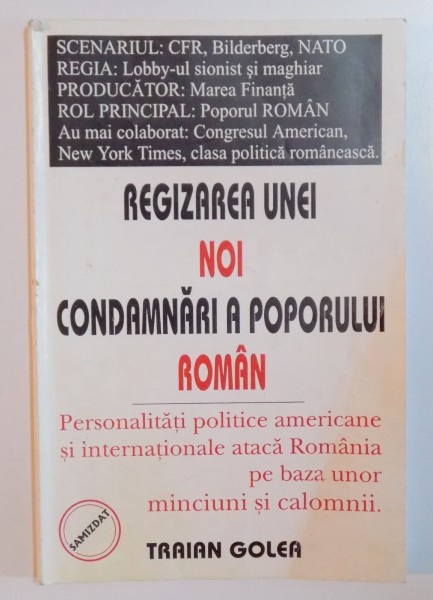 SCENARIUL: CFR, Bilderberg, NATO
REGIA: Lobby-ul sionist și maghiar
PRODUCĂTOR: Marea Finanță
ROL PRINCIPAL: Poporul ROMÂN
Au mai colaborat: Congresul American,
New York Times, clasa politică românească.
REGIZAREA UNEI
NOI
CONDAMNĂRI A POPORULUI
ROMÂN
Personalități politice americane
și internaționale atacă România
pe baza unor
minciuni și calomnii.
SAMIZDAT
TRAIAN GOLEA